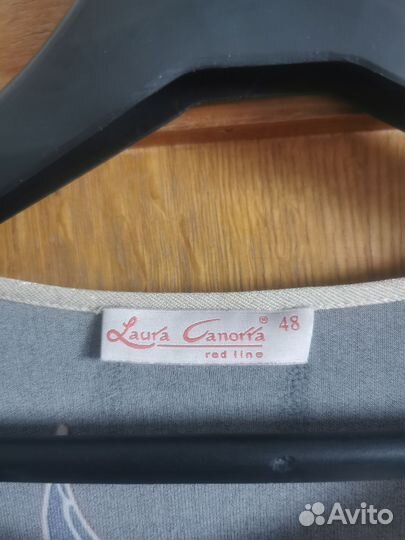 Laura Canorra ® 48
red line
Avito